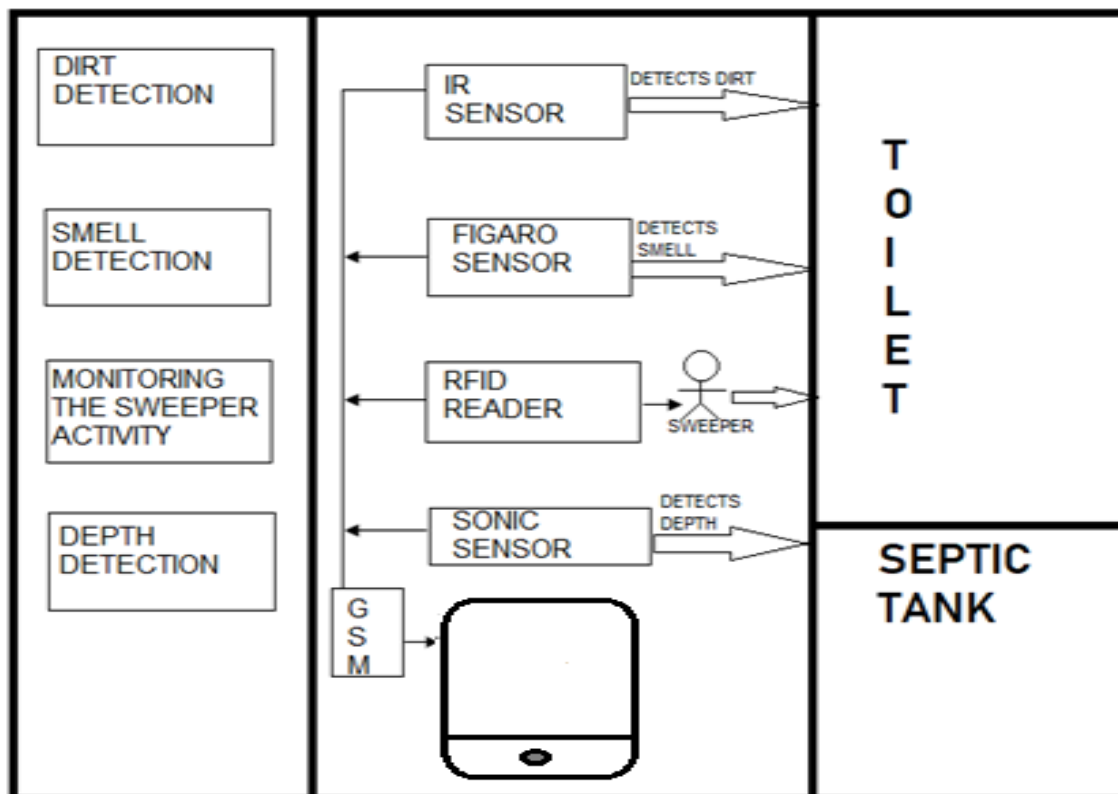 DIRT
DETECTION
SMELL
DETECTION
MONITORING
THE SWEEPER
ACTIVITY
DEPTH
DETECTION
IR
SENSOR
DETECTS DIRT
FIGARO
SENSOR
DETECTS
SMELL
RFID
READER
SWEEPER
SONIC
SENSOR
DETECTS
DEPTH
G
S
M
T
O
I
L
E
T
SEPTIC
TANK